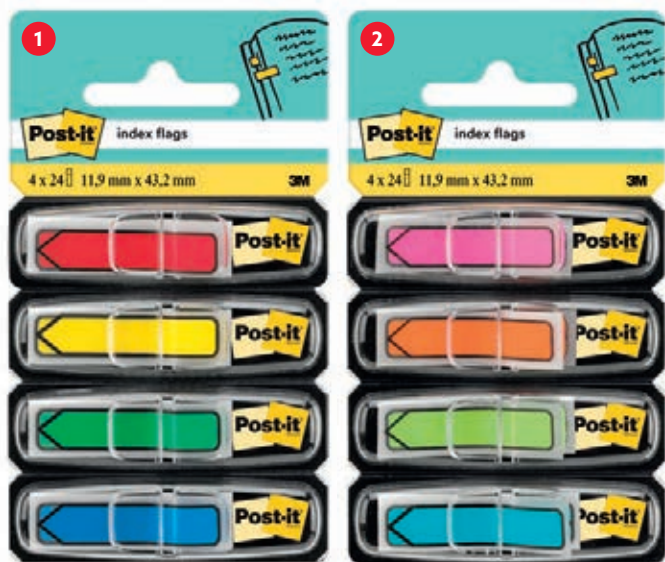 1
Post-it
index flags
4 x 24 11,9 mm x 43,2 mm 3M
Post-it
Post-it
Post-it
Post-it
2
Post-it
index flags
4 x 24 11,9 mm x 43,2 mm 3M
Post-it
Post-it
Post-it
Post-it